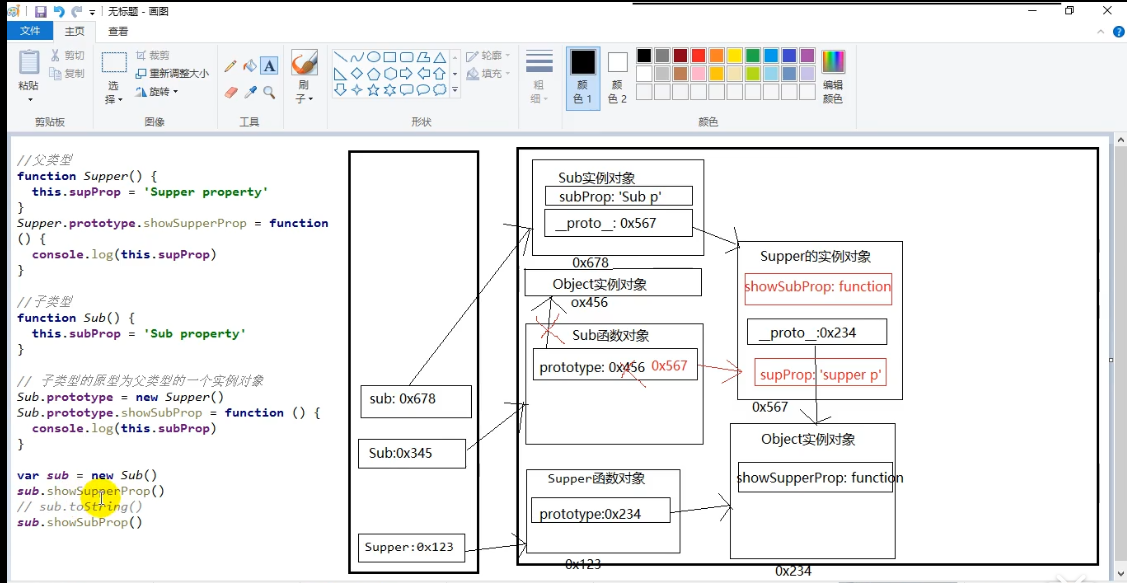 无标题 - 画图
文件
主页
查看
粘贴
剪切
复制
剪贴板
选
择
裁剪
重新调整大小
旋转
图像
A
工具
刷
子
轮廓
填充
形状
粗
细
颜
色 1
颜
色 2
编辑
颜色
颜色
//父类型
function Supper() {
this.supProp = 'Supper property'
}
Supper.prototype.showSupperProp = function
() {
console.log(this.supProp)
}
//子类型
function Sub() {
this.subProp = 'Sub property'
}
// 子类型的原型为父类型的一个实例对象
Sub.prototype = new Supper()
Sub.prototype.showSubProp = function () {
console.log(this.subProp)
}
var sub = new Sub()
sub.showSupperProp()
// sub.toString()
sub.showSubProp()
sub: 0x678
Sub:0x345
Supper:0x123
Sub实例对象
subProp: 'Sub p'
__proto__: 0x567
0x678
Object实例对象
ox456
Sub函数对象
prototype: 0x456 0x567
Supper函数对象
prototype:0x234
0x123
Supper的实例对象
showSubProp: function
__proto__:0x234
supProp: 'supper p'
0x567
Object实例对象
showSupperProp: function
0x234